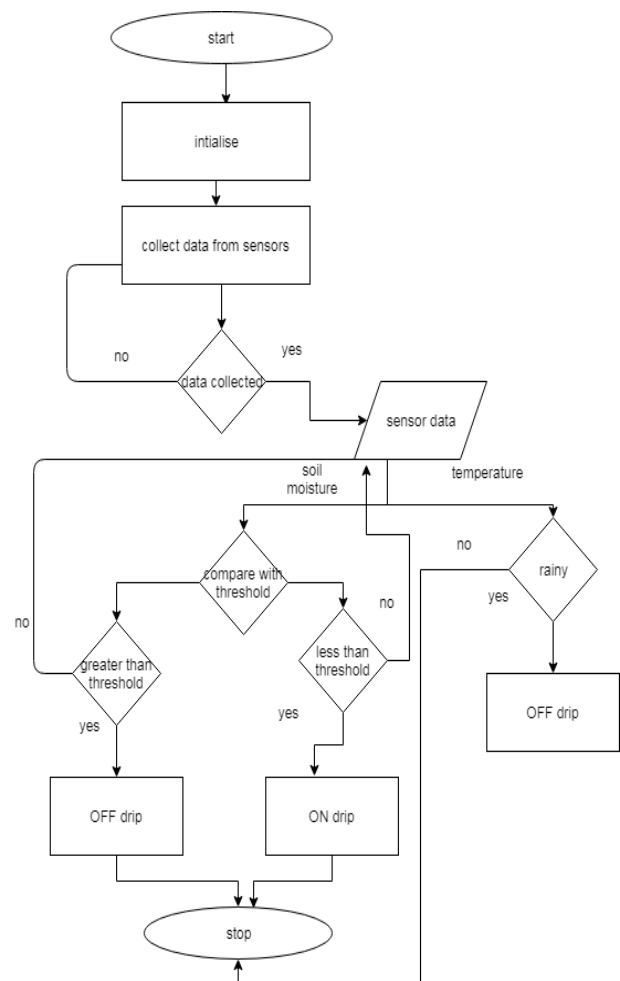 start
intialise
collect data from sensors
no
yes
data collected
sensor data
soil
moisture
temperature
compare with
threshold
no
rainy
yes
no
no
greater than
threshold
less than
threshold
yes
yes
OFF drip
OFF drip
ON drip
stop